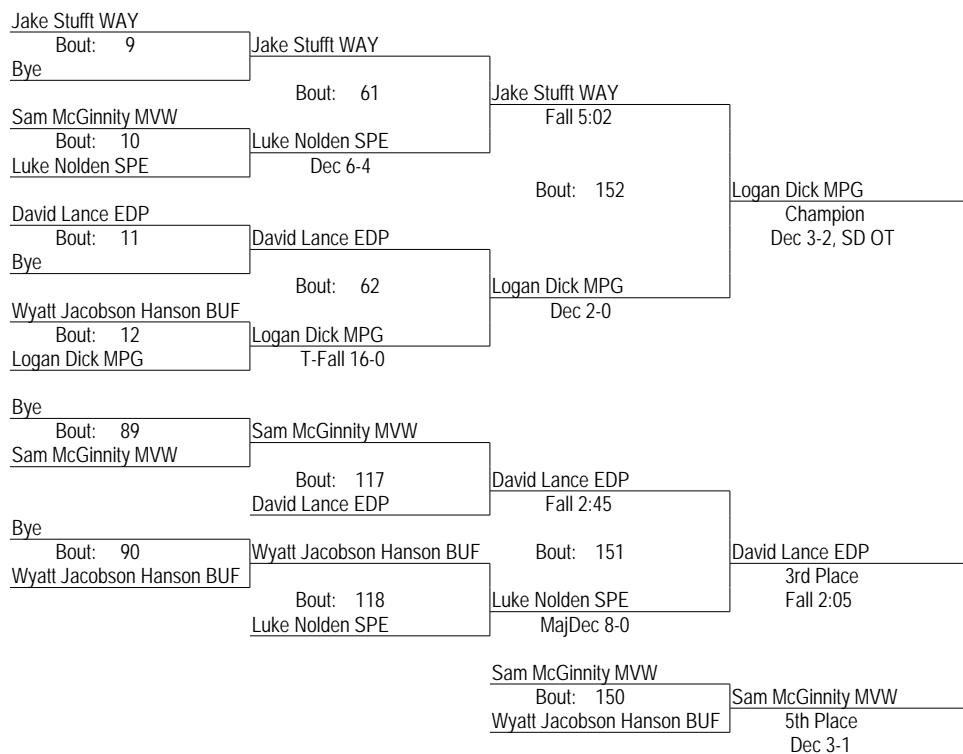 Jake Stufft WAY
Bout: 9
Jake Stufft WAY
Bye
Bout: 61
Jake Stufft WAY
Fall 5:02
Sam McGinnity MVW
Bout: 10
Luke Nolden SPE
Luke Nolden SPE
Dec 6-4
Bout: 152
Logan Dick MPG
Champion
Dec 3-2, SD OT
David Lance EDP
Bout: 11
David Lance EDP
Bye
Bout: 62
Logan Dick MPG
Dec 2-0
Wyatt Jacobson Hanson BUF
Bout: 12
Logan Dick MPG
Logan Dick MPG
T-Fall 16-0
Bye
Bout: 89
Sam McGinnity MVW
Sam McGinnity MVW
Bout: 117
David Lance EDP
David Lance EDP
Fall 2:45
Bye
Bout: 90
Wyatt Jacobson Hanson BUF
Wyatt Jacobson Hanson BUF
Bout: 151
David Lance EDP
3rd Place
Fall 2:05
Bout: 118
Luke Nolden SPE
Luke Nolden SPE
MajDec 8-0
Sam McGinnity MVW
Bout: 150
Sam McGinnity MVW
Wyatt Jacobson Hanson BUF
5th Place
Dec 3-1